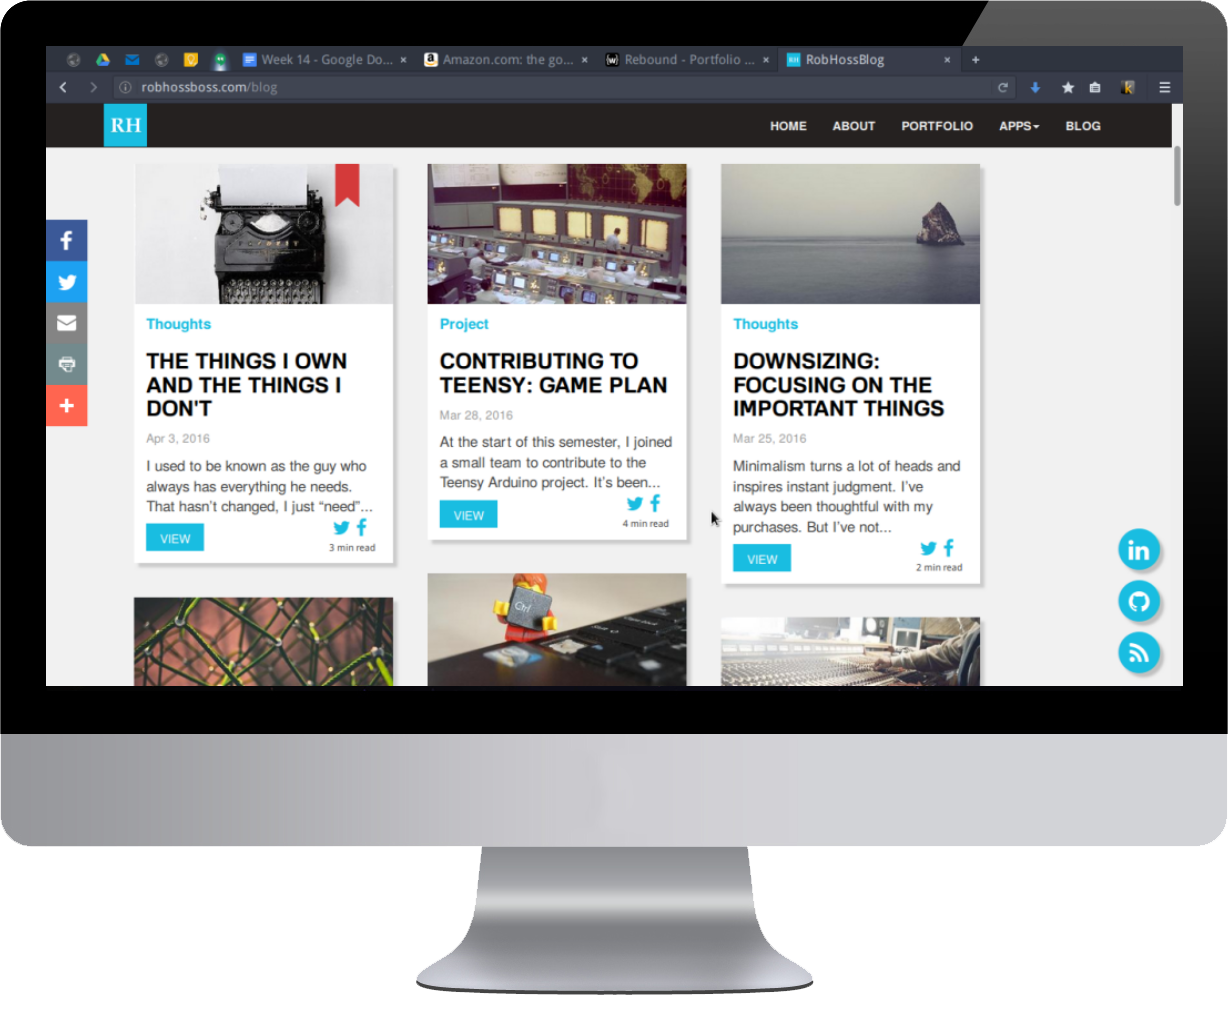 Week 14 - Google Do...
Amazon.com: the go...
Rebound - Portfolio ...
RobHossBlog
robhossboss.com/blog
RH
HOME
ABOUT
PORTFOLIO
APPS
BLOG
Thoughts
THE THINGS I OWN
AND THE THINGS I
DON'T
Apr 3, 2016
I used to be known as the guy who
always has everything he needs.
That hasn't changed, I just “need”...
VIEW
3 min read
Project
CONTRIBUTING TO
TEENSY: GAME PLAN
Mar 28, 2016
At the start of this semester, I joined
a small team to contribute to the
Teensy Arduino project. It's been...
VIEW
4 min read
Thoughts
DOWNSIZING:
FOCUSING ON THE
IMPORTANT THINGS
Mar 25, 2016
Minimalism turns a lot of heads and
inspires instant judgment. I've
always been thoughtful with my
purchases. But I've not...
VIEW
2 min read
Ctrl
in